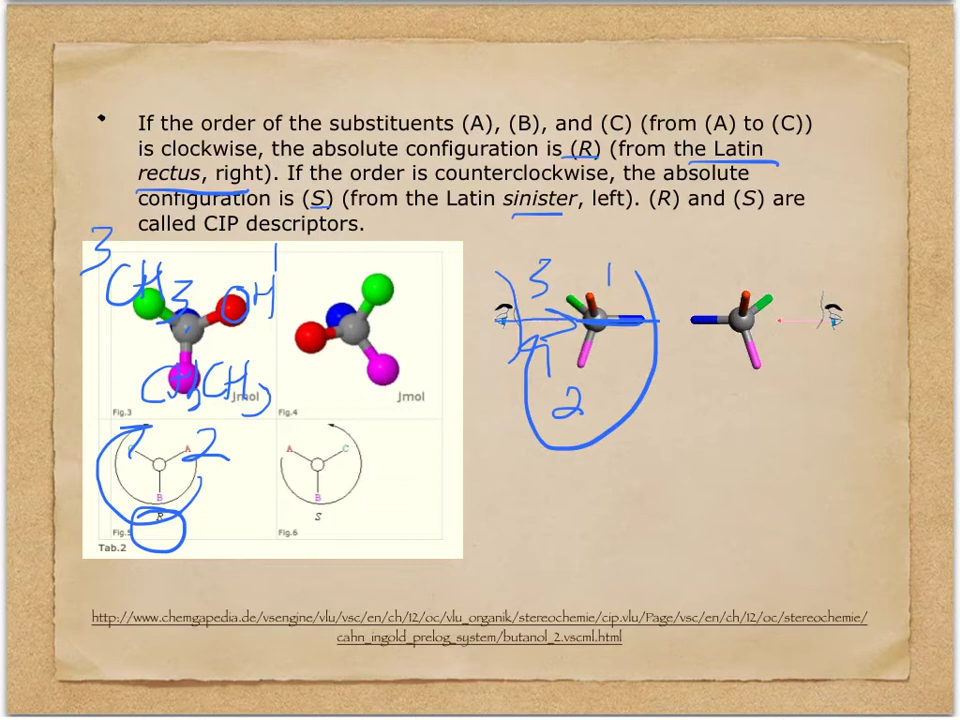 If the order of the substituents (A), (B), and (C) (from (A) to (C))
is clockwise, the absolute configuration is (R) (from the Latin
rectus, right). If the order is counterclockwise, the absolute
configuration is (S) (from the Latin sinister, left). (R) and (S) are
called CIP descriptors.
3
CH3
OH
1
CH2CH3
2
Jmol
Jmol
Fig.3
Fig.4
C
A
B
R
A
C
B
S
Fig.5
Fig.6
Tab.2
3
1
2
http://www.chemgapedia.de/vsengine/vlu/vsc/en/ch/12/oc/vlu_organik/stereochemie/cip.vlu/Page/vsc/en/ch/12/oc/stereochemie/
cahn_ingold_prelog_system/butanol_2.vscml.html